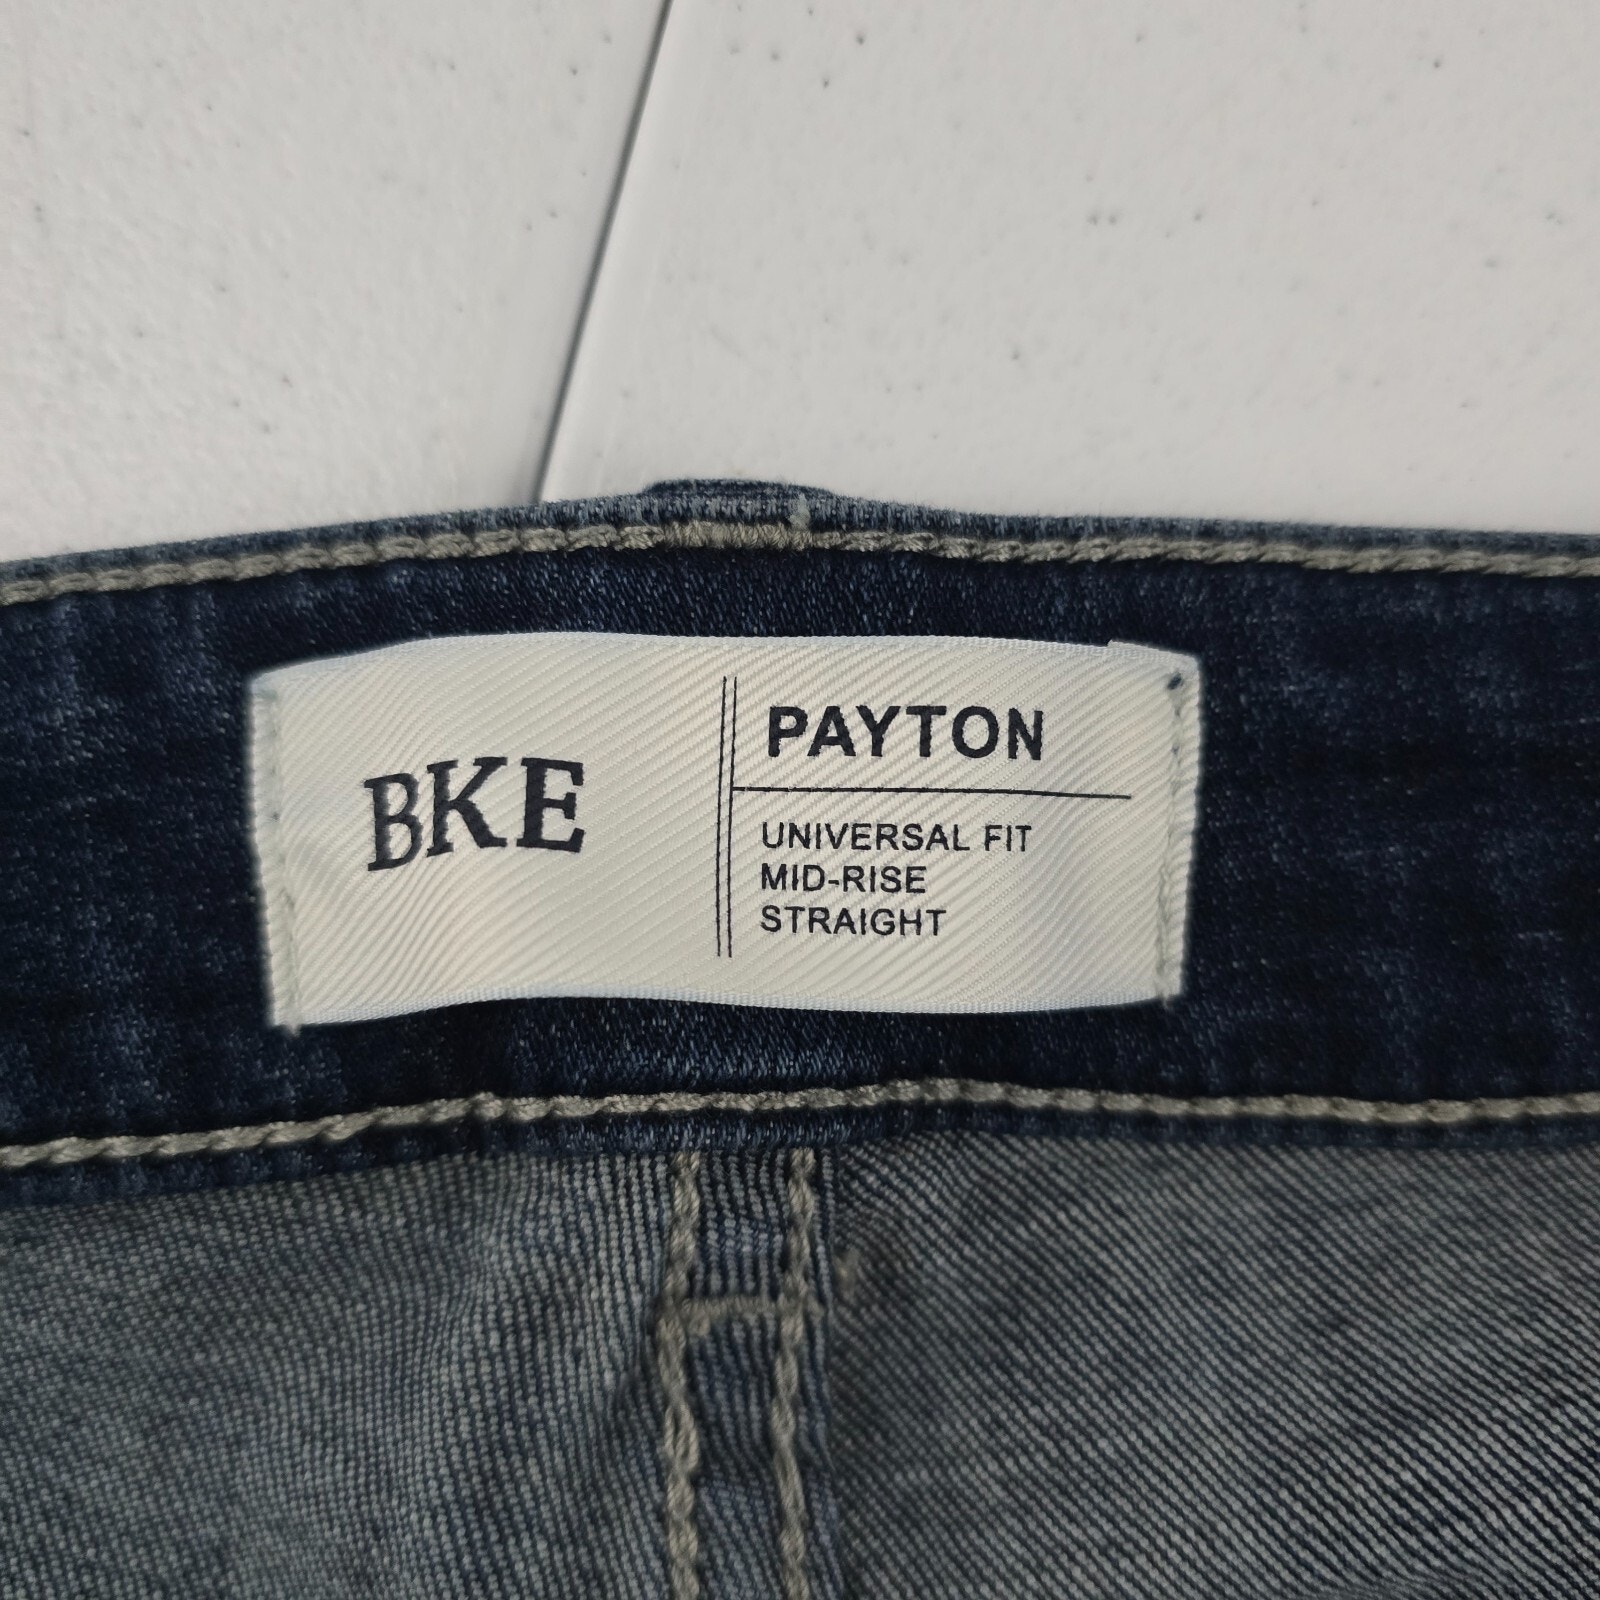 BKE
PAYTON
UNIVERSAL FIT
MID-RISE
STRAIGHT